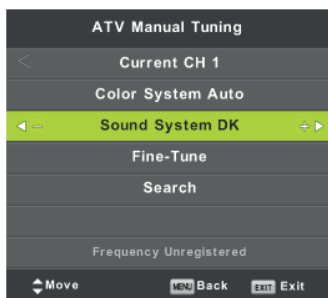 ATV Manual Tuning
Current CH 1
Color System Auto
Sound System DK
Fine-Tune
Search
Frequency Unregistered
Move MENU Back EXIT Exit